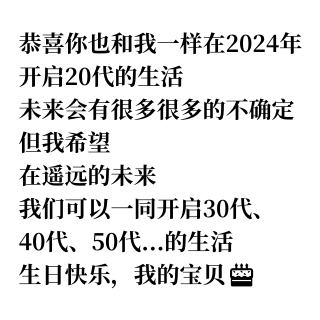 恭喜你也和我一样在2024年
开启20代的生活
未来会有很多很多的不确定
但我希望
在遥远的未来
我们可以一同开启30代、
40代、50代...的生活
生日快乐，我的宝贝🎂